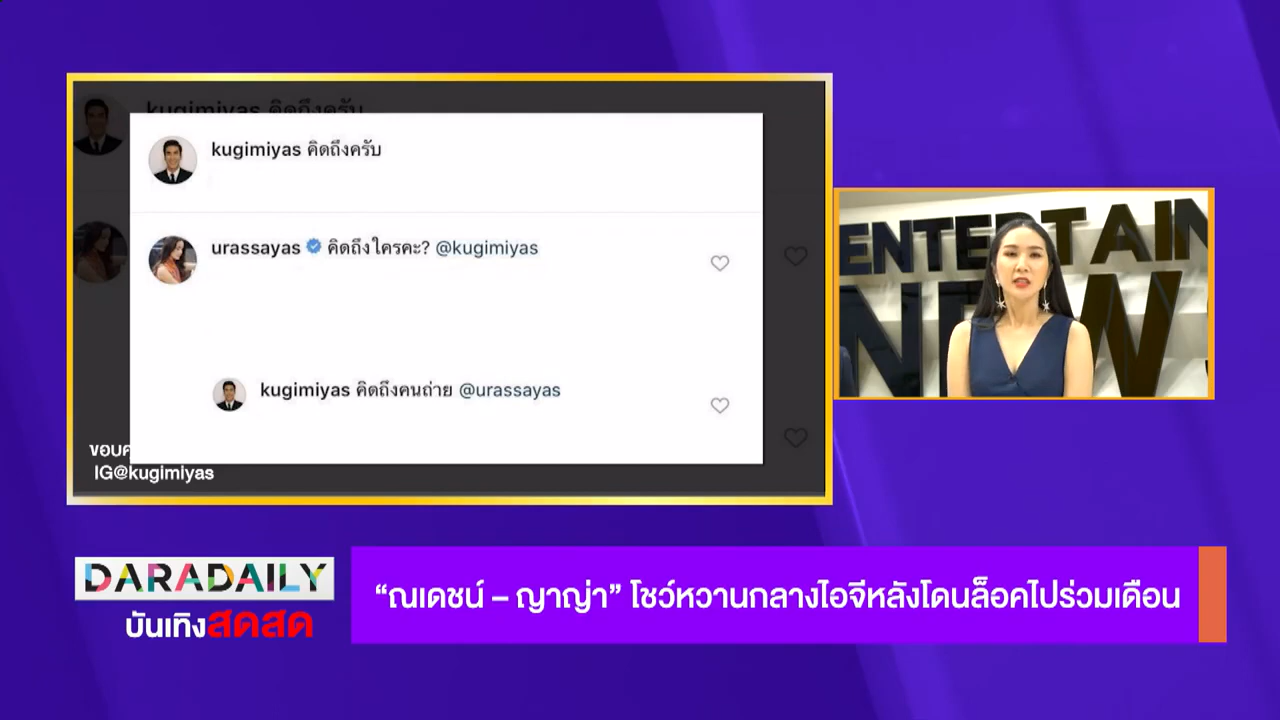 kugimiyas คิดถึงครับ
kugimiyas คิดถึงครับ
urassayas คิดถึงใครคะ? @kugimiyas
kugimiyas คิดถึงคนถ่าย @urassayas
IG@kugimiyas
ENTERTAIN
NEWS
DARADAILY
บันเทิงสดสด
“ณเดชน์ – ญาญ่า” โชว์หวานกลางไอจีหลังโดนล็อคไปร่วมเดือน